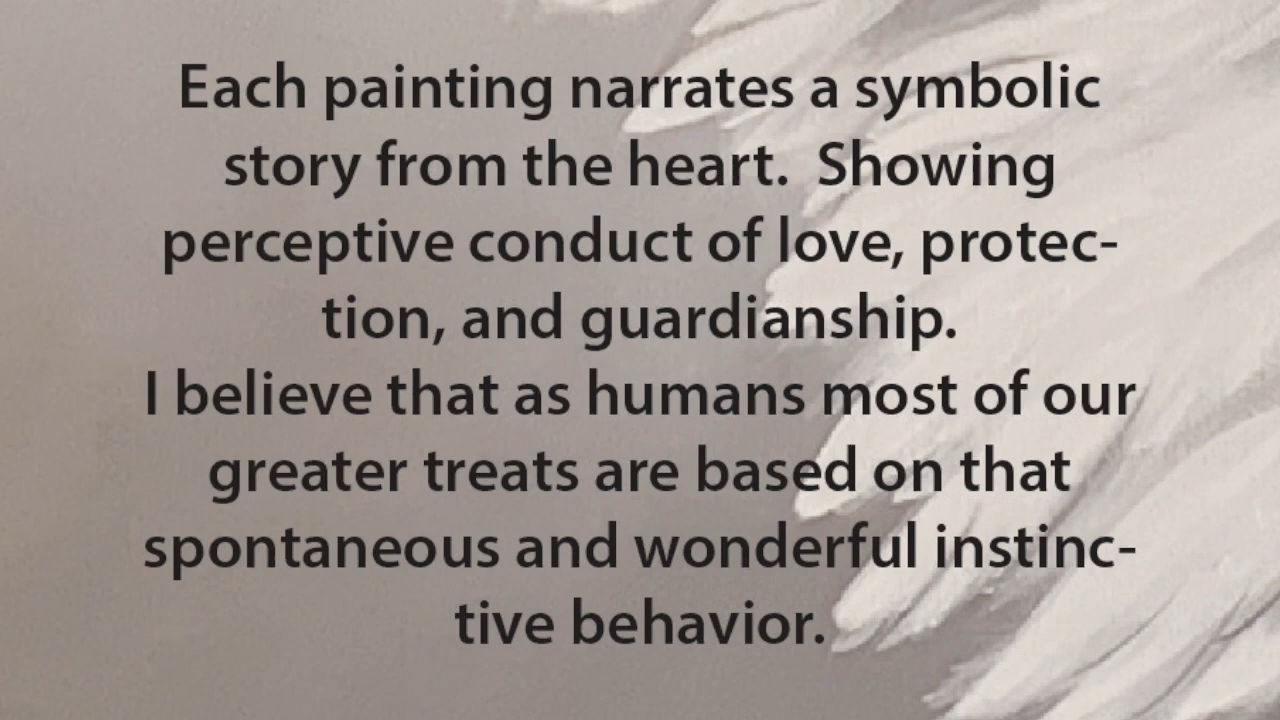 Each painting narrates a symbolic
story from the heart.  Showing
perceptive conduct of love, protec-
tion, and guardianship.
I believe that as humans most of our
greater treats are based on that
spontaneous and wonderful instinc-
tive behavior.